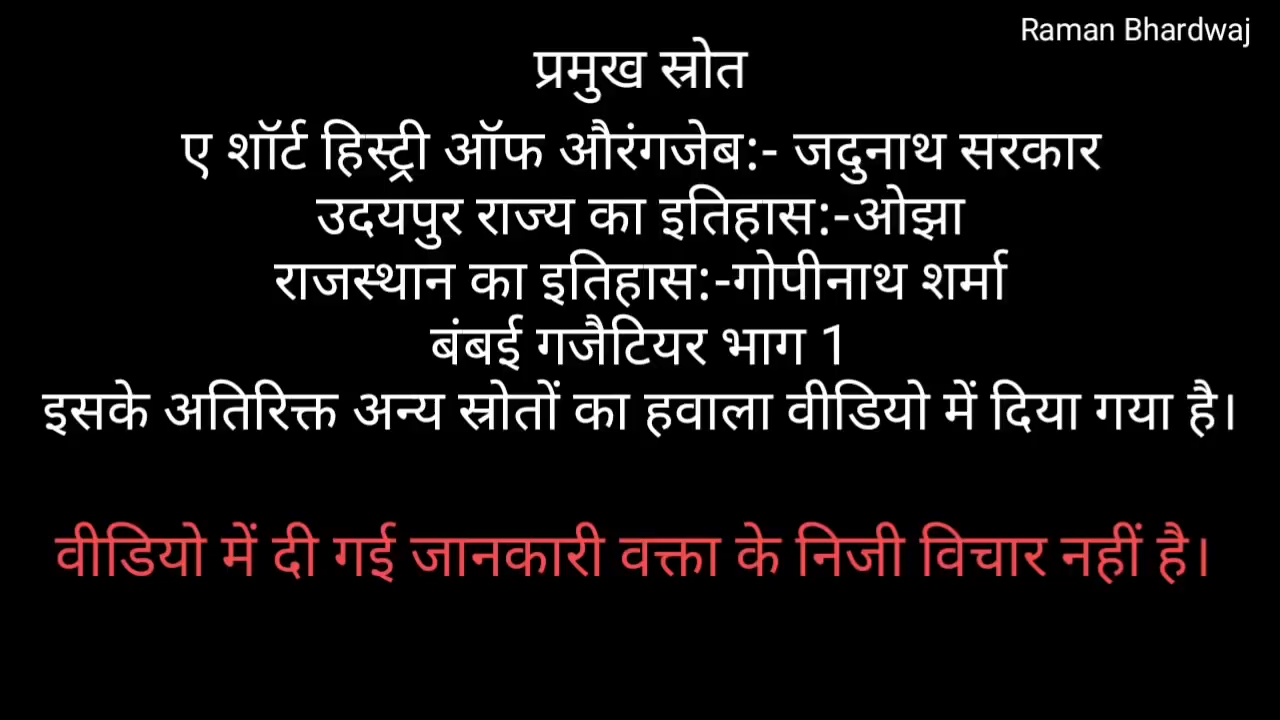 Raman Bhardwaj
प्रमुख स्रोत
ए शॉर्ट हिस्ट्री ऑफ औरंगजेब:- जदुनाथ सरकार
उदयपुर राज्य का इतिहास:-ओझा
राजस्थान का इतिहास:-गोपीनाथ शर्मा
बंबई गजैटियर भाग 1
इसके अतिरिक्त अन्य स्रोतों का हवाला वीडियो में दिया गया है।
वीडियो में दी गई जानकारी वक्ता के निजी विचार नहीं है।